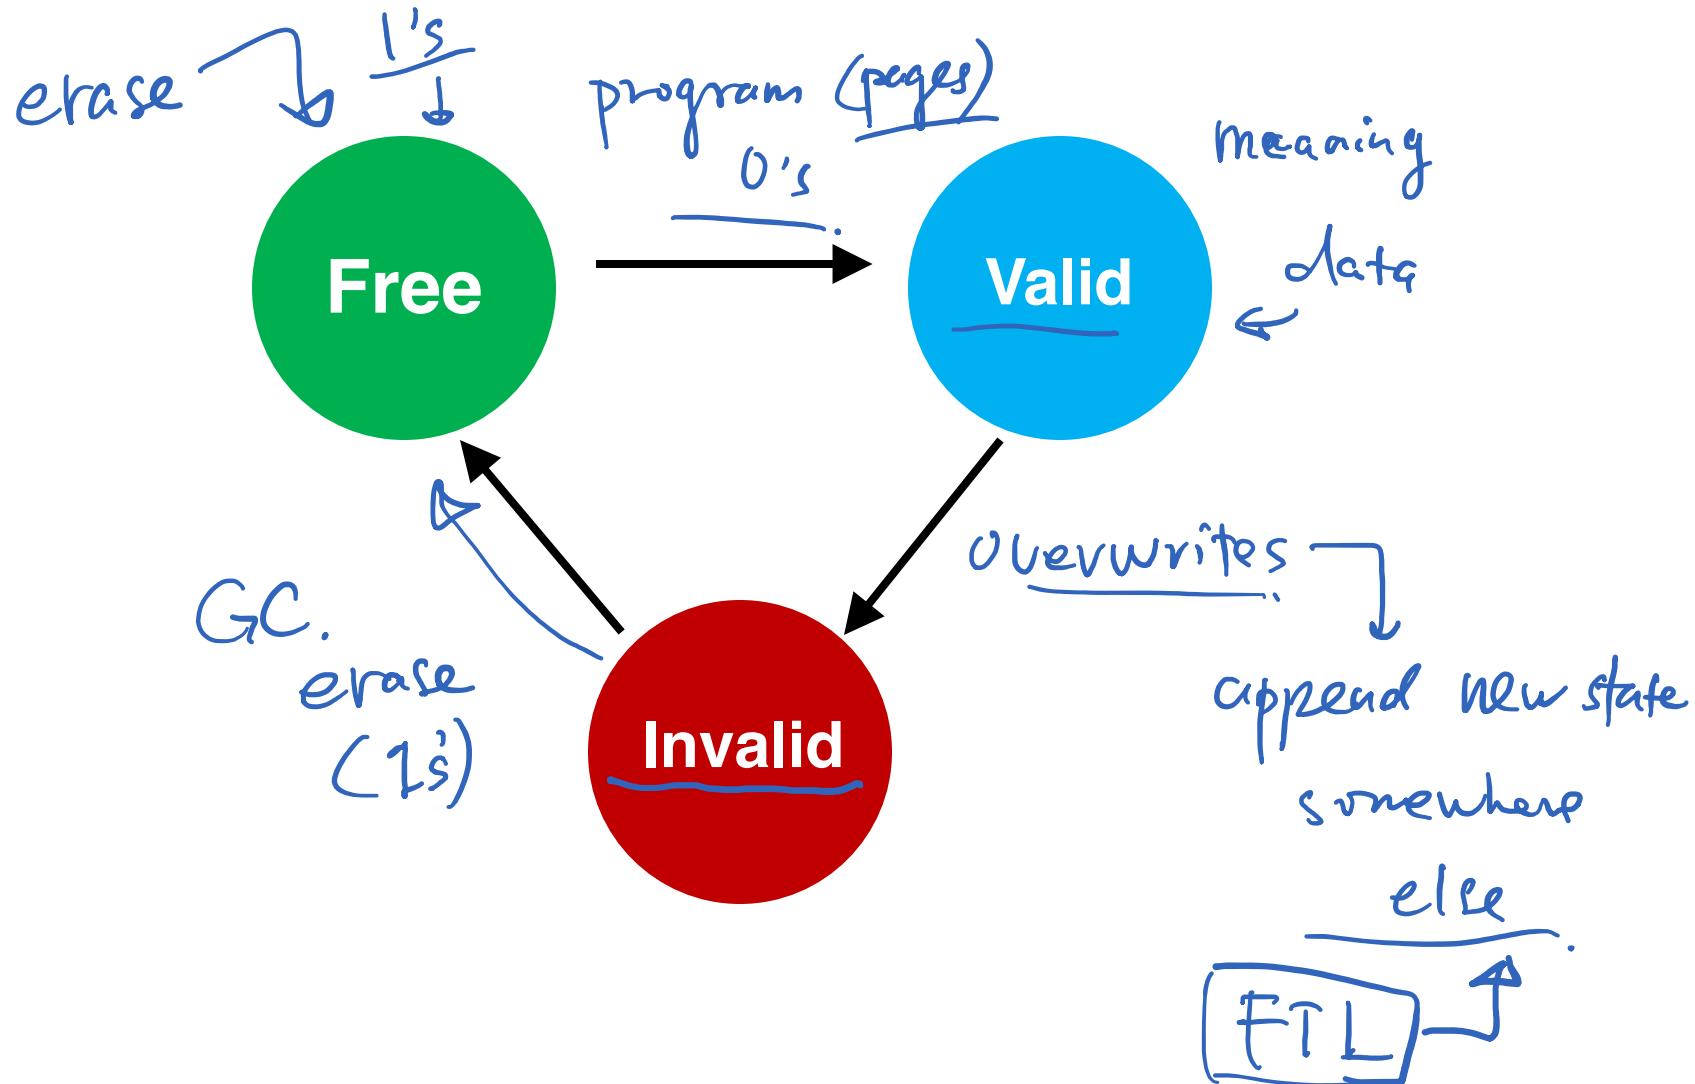 erase
1's
program (pages)
0's
Free
Valid
meaning
data
overwrites
append new state
somewhere
else
FTL
GC.
erase
(1's)
Invalid